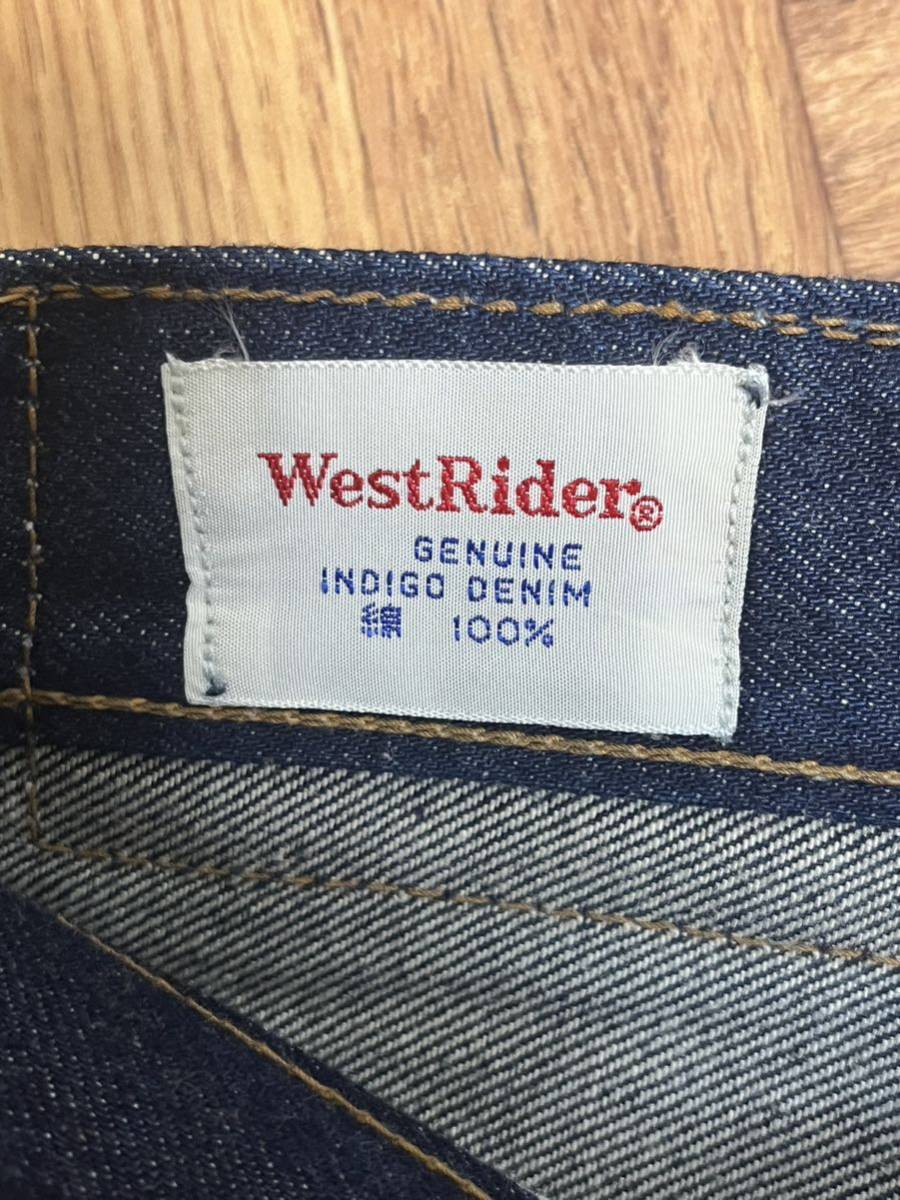 WestRider®
GENUINE
INDIGO DENIM
綿 100%